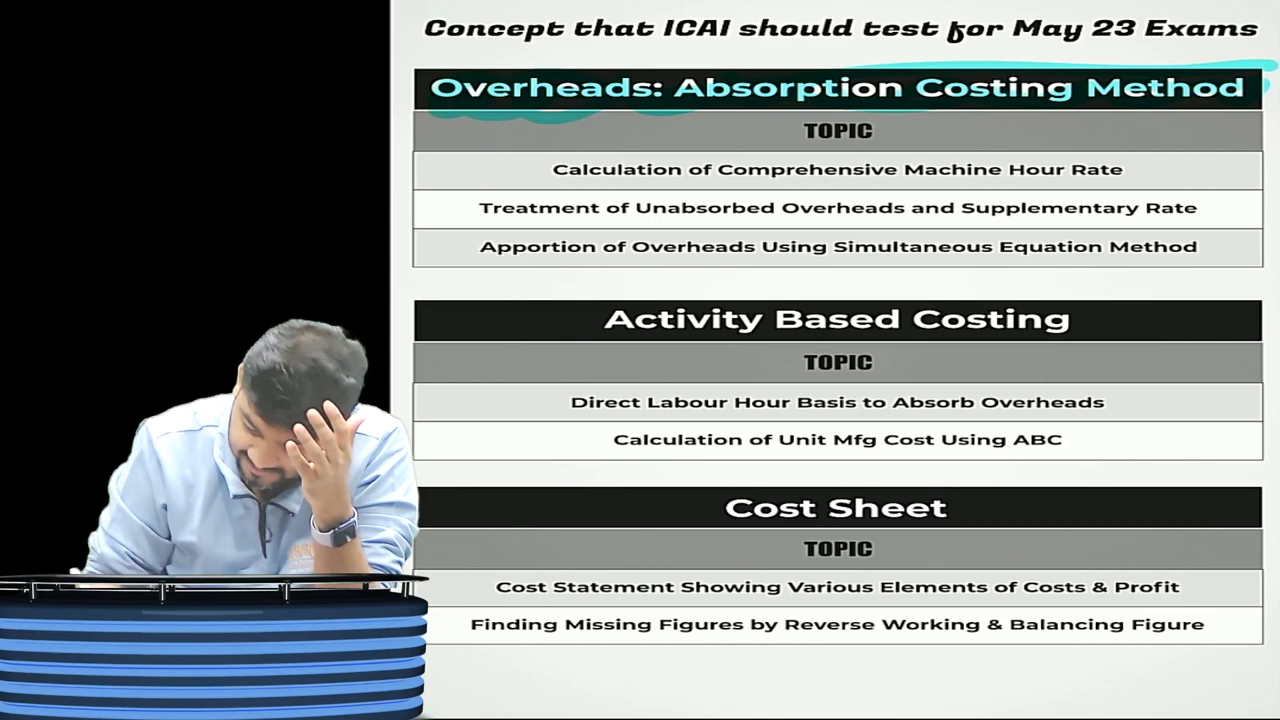 Concept that ICAI should test for May 23 Exams
Overheads: Absorption Costing Method
TOPIC
Calculation of Comprehensive Machine Hour Rate
Treatment of Unabsorbed Overheads and Supplementary Rate
Apportion of Overheads Using Simultaneous Equation Method
Activity Based Costing
TOPIC
Direct Labour Hour Basis to Absorb Overheads
Calculation of Unit Mfg Cost Using ABC
Cost Sheet
TOPIC
Cost Statement Showing Various Elements of Costs & Profit
Finding Missing Figures by Reverse Working & Balancing Figure